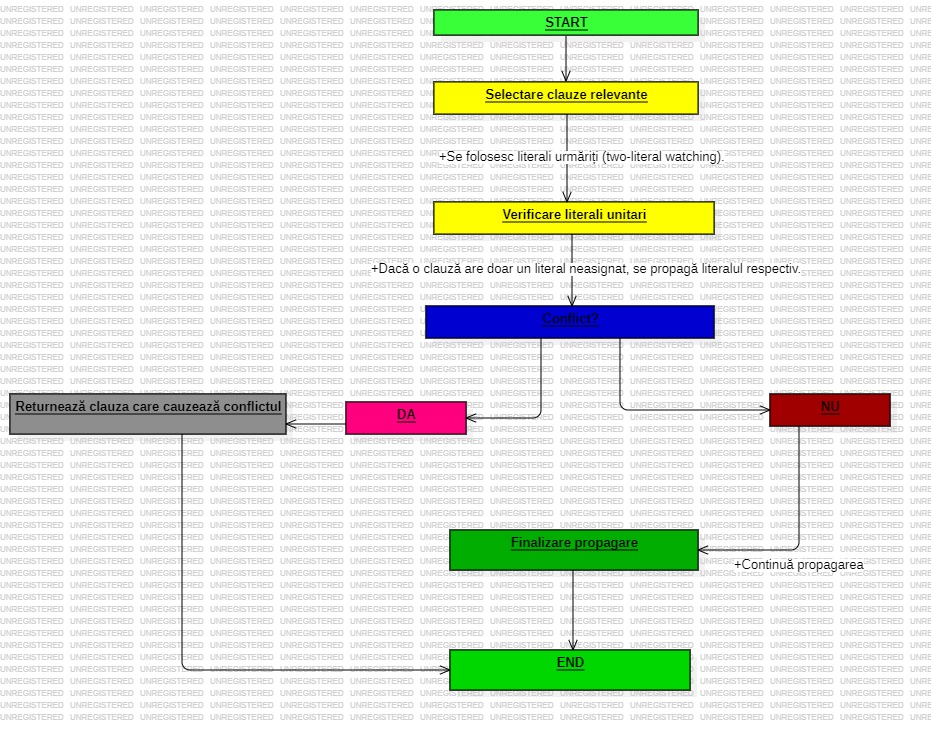 START
Selectare clauze relevante
+Se folosesc literali urmăriți (two-literal watching).
Verificare literali unitari
+Dacă o clauză are doar un literal neasignat, se propagă literalul respectiv.
Conflict?
Returnează clauza care cauzează conflictul
DA
NU
Finalizare propagare
+Continuă propagarea
END